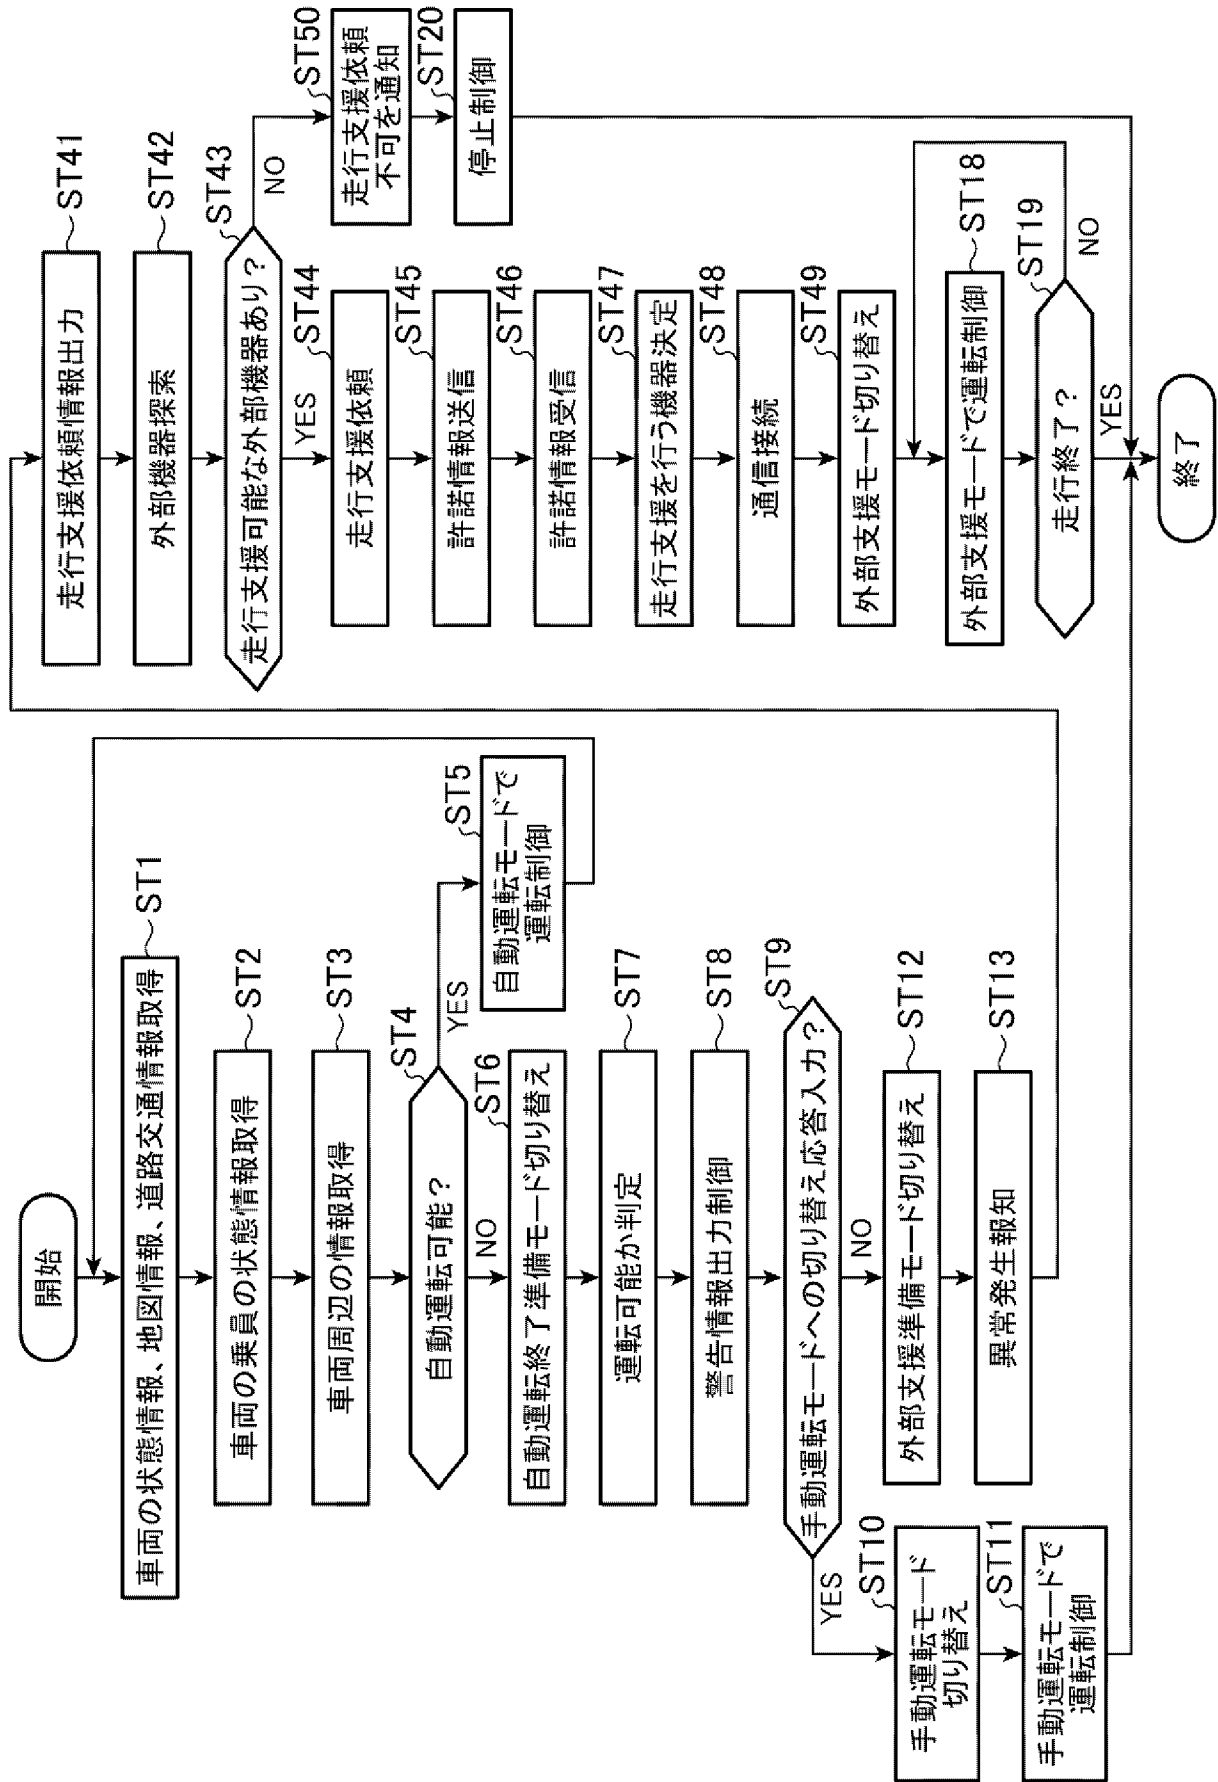 開始
車両の状態情報、地図情報、道路交通情報取得
ST1
車両の乗員の状態情報取得
ST2
車両周辺の情報取得
ST3
自動運転可能？
ST4
YES
自動運転モードで
運転制御
ST5
NO
自動運転終了準備モード切り替え
ST6
運転可能か判定
ST7
警告情報出力制御
ST8
手動運転モードへの切り替え応答入力？
ST9
YES
手動運転モード
切り替え
ST10
手動運転モードで
運転制御
ST11
NO
外部支援準備モード切り替え
ST12
異常発生報知
ST13
走行支援依頼情報出力
ST41
外部機器探索
ST42
走行支援可能な外部機器あり？
ST43
NO
走行支援依頼
不可を通知
ST50
停止制御
ST20
YES
走行支援依頼
ST44
許諾情報送信
ST45
許諾情報受信
ST46
走行支援を行う機器決定
ST47
通信接続
ST48
外部支援モード切り替え
ST49
外部支援モードで運転制御
ST18
走行終了？
ST19
NO
YES
終了